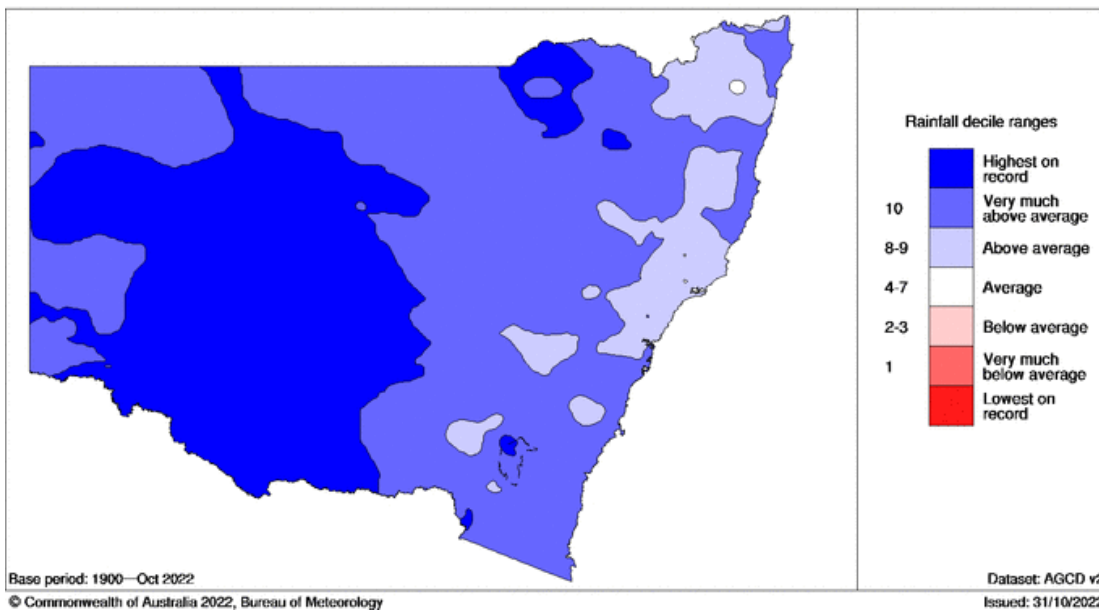 Rainfall decile ranges
Highest on
record
10
Very much
above average
8-9
Above average
4-7
Average
2-3
Below average
1
Very much
below average
Lowest on
record
Base period: 1900—Oct 2022
Dataset: AGCD v2
© Commonwealth of Australia 2022, Bureau of Meteorology
Issued: 31/10/2022